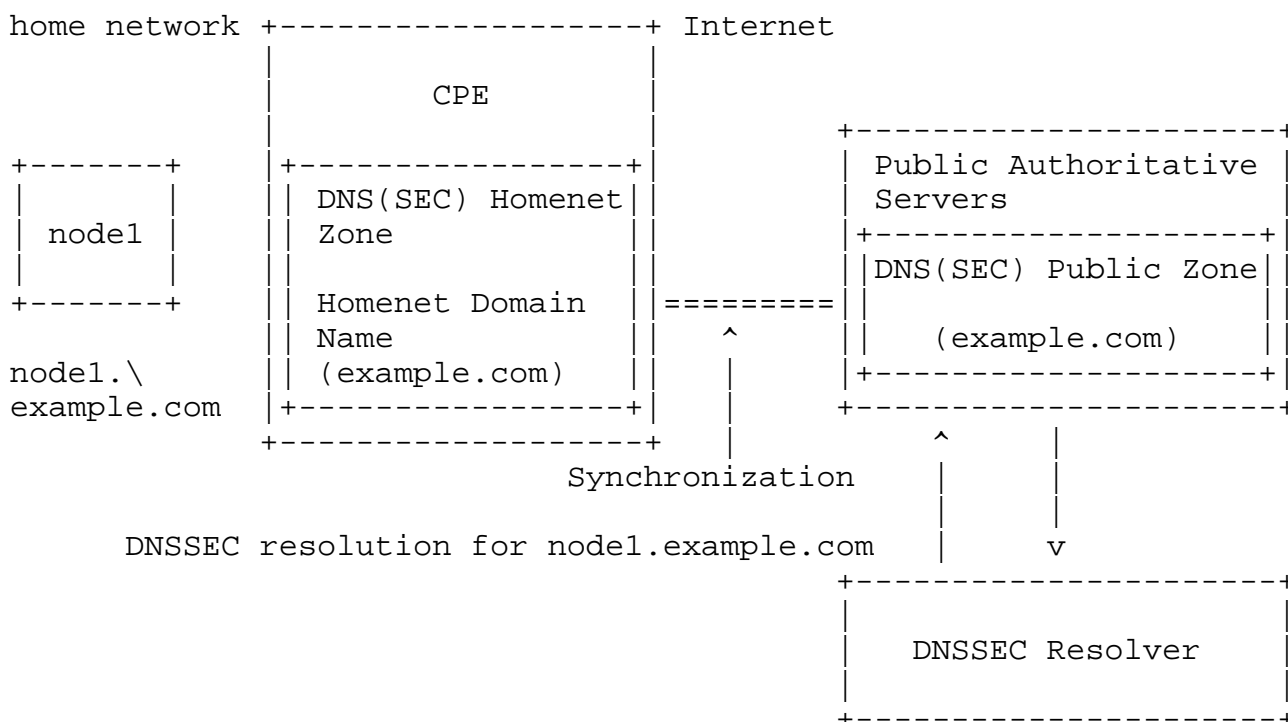 home network Internet
CPE
Public Authoritative
Servers
DNS(SEC) Homenet
Zone
node1
DNS(SEC) Public Zone
Homenet Domain
Name
(example.com)
(example.com)
node1.\
example.com
Synchronization
DNSSEC resolution for node1.example.com
DNSSEC Resolver